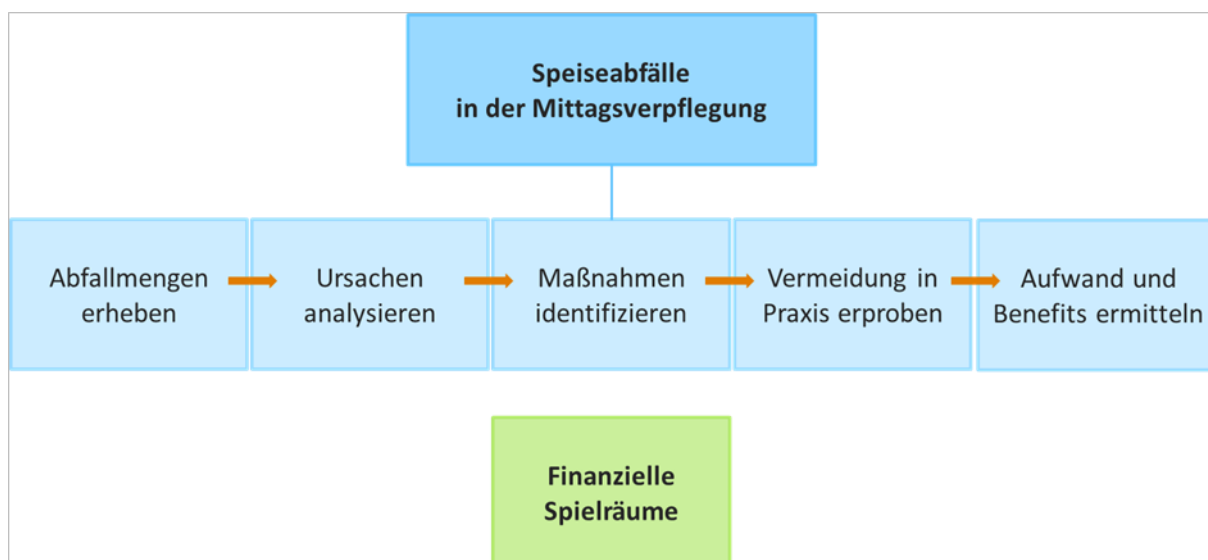 Speiseabfälle
in der Mittagsverpflegung
Abfallmengen
erheben
Ursachen
analysieren
Maßnahmen
identifizieren
Vermeidung in
Praxis erproben
Aufwand und
Benefits ermitteln
Finanzielle
Spielräume